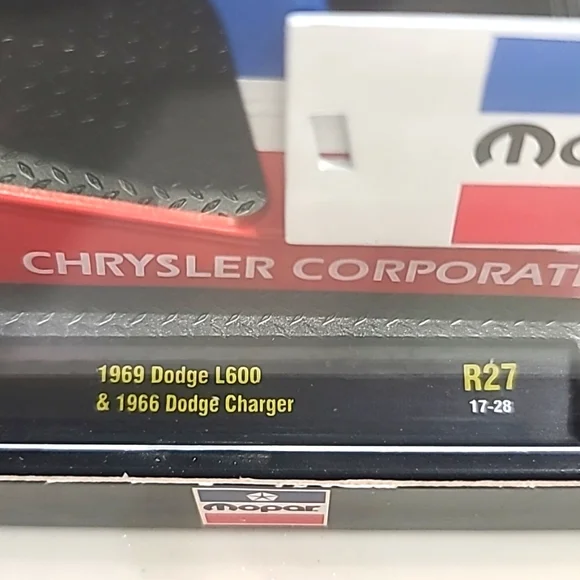 CHRYSLER CORPORATI
1969 Dodge L600
& 1966 Dodge Charger
R27
17-28
mopar